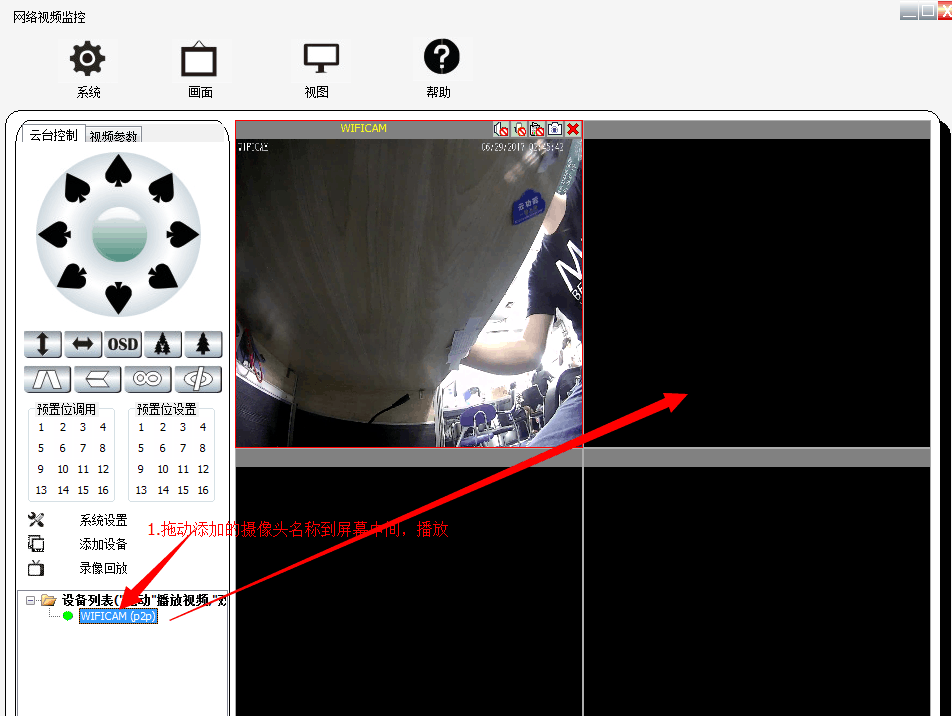 网络视频监控
系统
画面
视图
帮助
云台控制 视频参数
WIFICAM
WIFICAM 06/29/2017 02:45:42
OSD
预置位调用 预置位设置
1 2 3 4 1 2 3 4
5 6 7 8 5 6 7 8
9 10 11 12 9 10 11 12
13 14 15 16 13 14 15 16
系统设置
1.拖动添加的摄像头名称到屏幕中间，播放
添加设备
录像回放
设备列表(" 动"播放视频,"
WIFICAM (p2p)